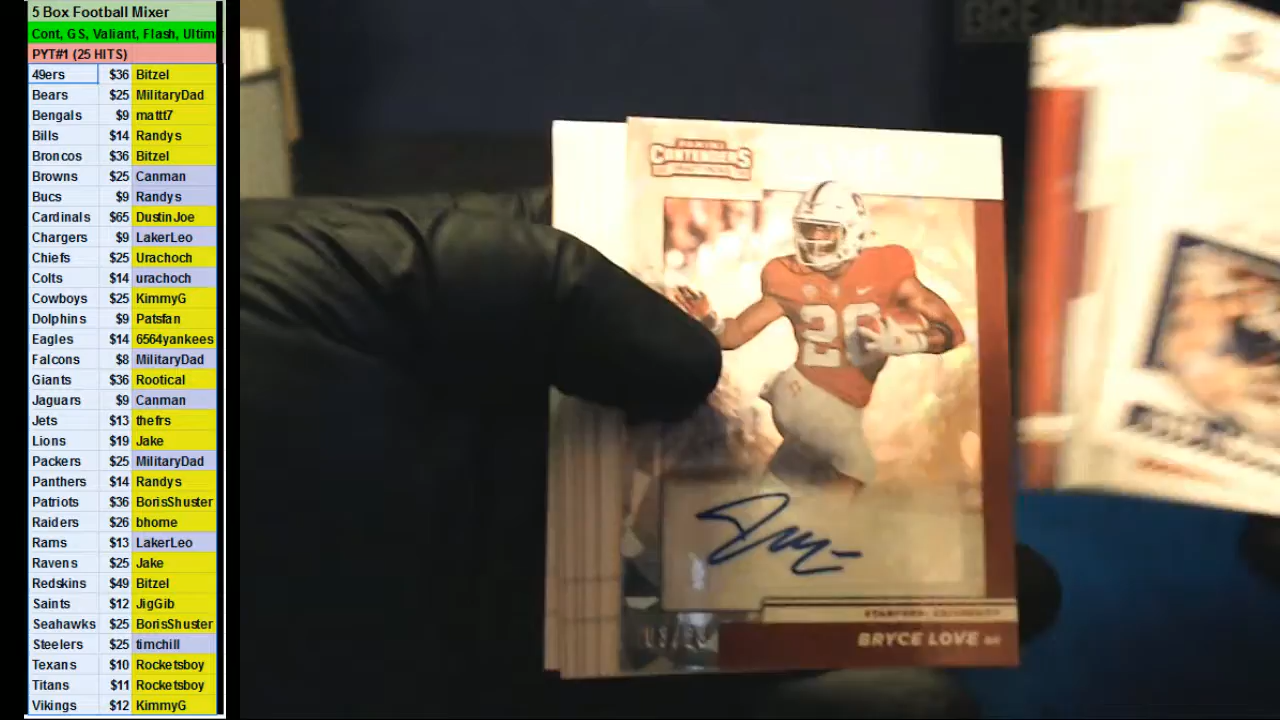 5 Box Football Mixer
Cont, GS, Valiant, Flash, Ultim
PYT#1 (25 HITS)
49ers $36 Bitzel
Bears $25 MilitaryDad
Bengals $9 mattt7
Bills $14 Randys
Broncos $36 Bitzel
Browns $25 Canman
Bucs $9 Randys
Cardinals $65 DustinJoe
Chargers $9 LakerLeo
Chiefs $25 Urachoch
Colts $14 urachoch
Cowboys $25 KimmyG
Dolphins $9 Patsfan
Eagles $14 6564yankees
Falcons $8 MilitaryDad
Giants $36 Rootical
Jaguars $9 Canman
Jets $13 thefrs
Lions $19 Jake
Packers $25 MilitaryDad
Panthers $14 Randys
Patriots $36 BorisShuster
Raiders $26 bhome
Rams $13 LakerLeo
Ravens $25 Jake
Redskins $49 Bitzel
Saints $12 JigGib
Seahawks $25 BorisShuster
Steelers $25 timchill
Texans $10 Rocketsboy
Titans $11 Rocketsboy
Vikings $12 KimmyG
PANINI
CONTENDERS
20
STANFORD CARDINAL
BRYCE LOVE